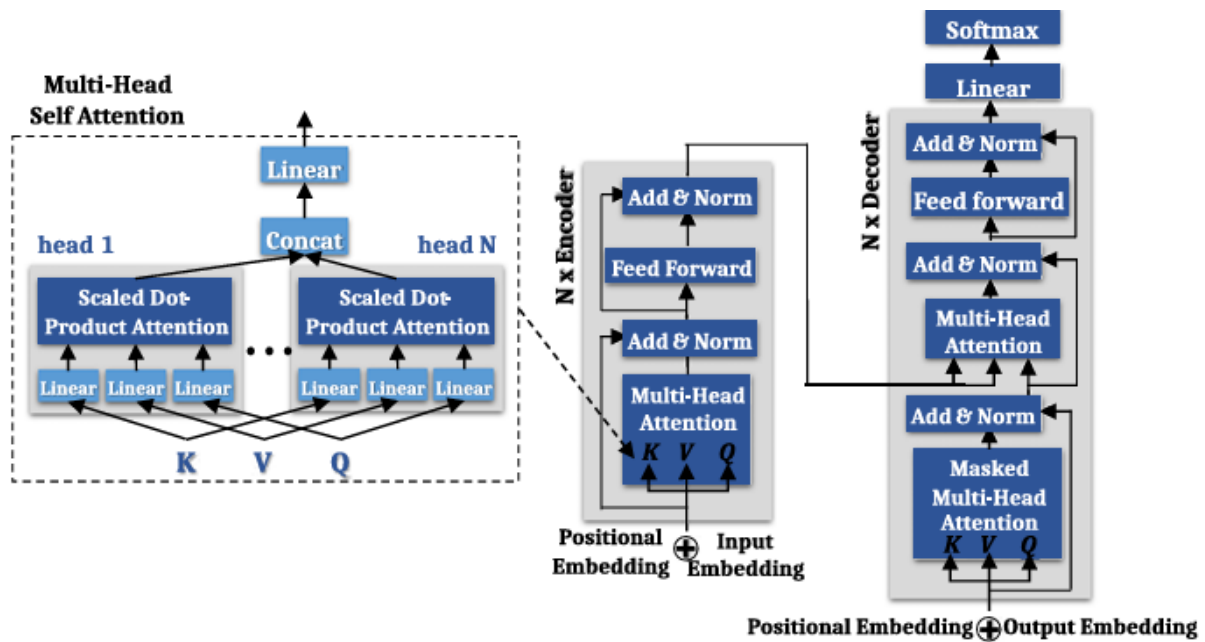 Multi-Head
Self Attention
Linear
Concat
head 1
head N
Scaled Dot-
Product Attention
Scaled Dot-
Product Attention
• • •
Linear Linear Linear
Linear Linear Linear
K V Q
N x Encoder
Add & Norm
Feed Forward
Add & Norm
Multi-Head
Attention
K V Q
Positional
Embedding
Input
Embedding
Softmax
Linear
N x Decoder
Add & Norm
Feed forward
Add & Norm
Multi-Head
Attention
Add & Norm
Masked
Multi-Head
Attention
K V Q
Positional Embedding
Output Embedding